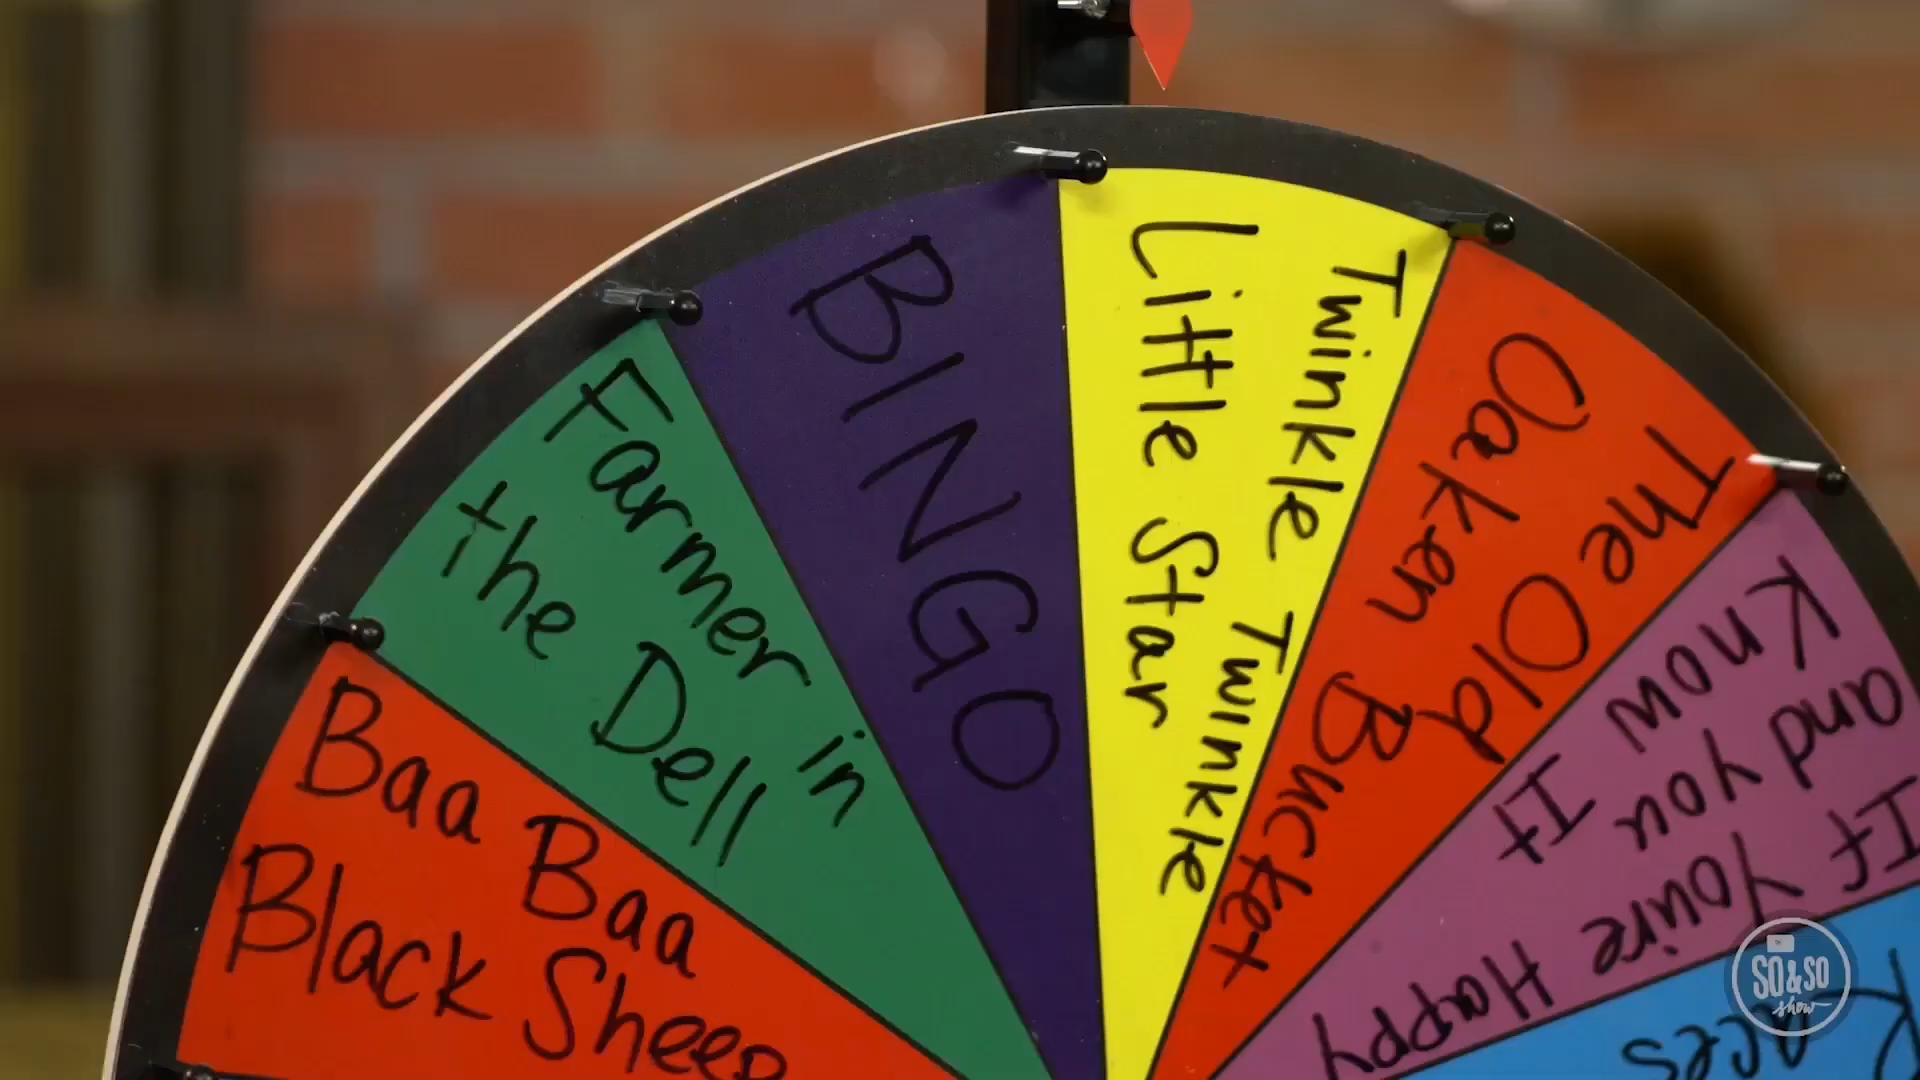 Baa Baa
Black Sheep
Farmer in
the Dell
BINGO
Twinkle Twinkle
Little Star
The Old
Oaken Bucket
If You're Happy
and you
Know It
SO & SO
show